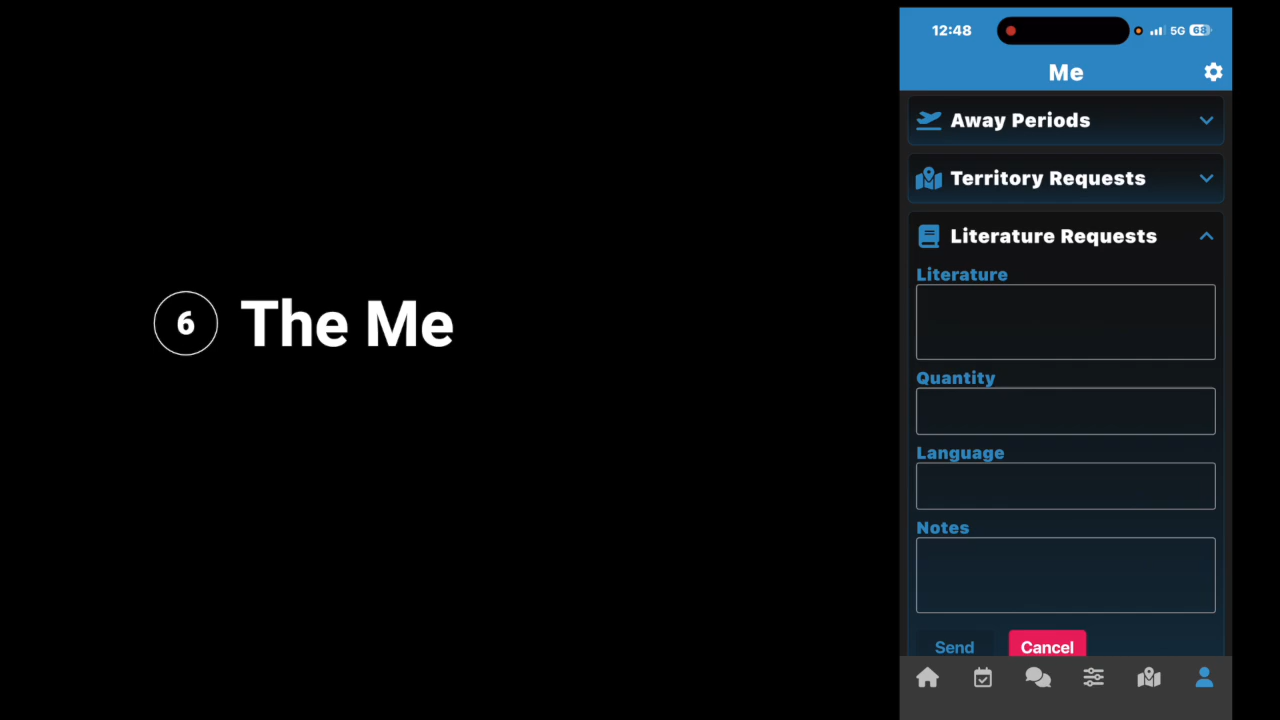 6 The Me
12:48 5G 68
Me
Away Periods
Territory Requests
Literature Requests
Literature
Quantity
Language
Notes
Send Cancel